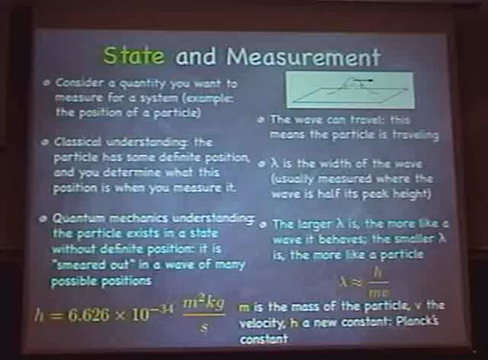 State and Measurement
Consider a quantity you want to
measure for a system (example:
the position of a particle)
Classical understanding: the
particle has some definite position,
and you determine what this
position is when you measure it.
Quantum mechanics understanding:
the particle exists in a state
without definite position: it is
"smeared out" in a wave of many
possible positions
h = 6.626 × 10⁻³⁴ m²kg/s
The wave can travel: this
means the particle is traveling
λ is the width of the wave
(usually measured where the
wave is half its peak height)
The larger λ is, the more like a
wave it behaves; the smaller λ
is, the more like a particle
λ ≈ h/mv
m is the mass of the particle, v the
velocity, h a new constant: Planck's
constant